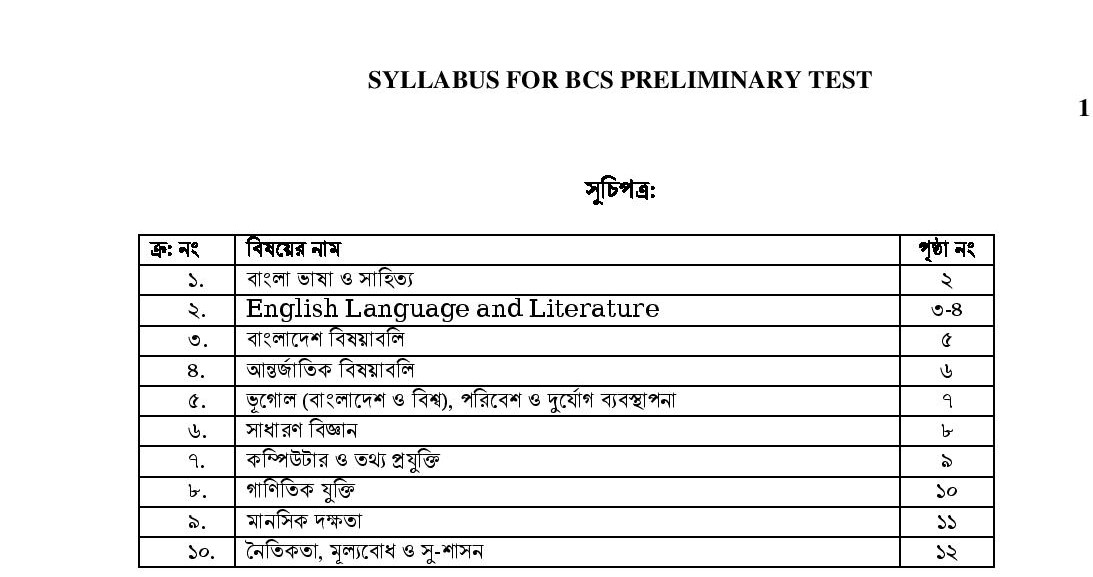 SYLLABUS FOR BCS PRELIMINARY TEST
1
সূচিপত্র:
ক্র: নং বিষয়ের নাম পৃষ্ঠা নং
১. বাংলা ভাষা ও সাহিত্য ২
২. English Language and Literature ৩-৪
৩. বাংলাদেশ বিষয়াবলি ৫
৪. আন্তর্জাতিক বিষয়াবলি ৬
৫. ভূগোল (বাংলাদেশ ও বিশ্ব), পরিবেশ ও দুর্যোগ ব্যবস্থাপনা ৭
৬. সাধারণ বিজ্ঞান ৮
৭. কম্পিউটার ও তথ্য প্রযুক্তি ৯
৮. গাণিতিক যুক্তি ১০
৯. মানসিক দক্ষতা ১১
১০. নৈতিকতা, মূল্যবোধ ও সু-শাসন ১২